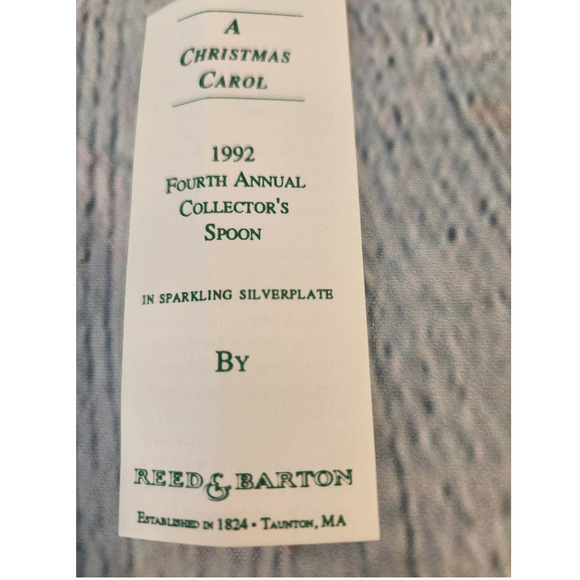 A
CHRISTMAS
CAROL
1992
FOURTH ANNUAL
COLLECTOR'S
SPOON
IN SPARKLING SILVERPLATE
BY
REED & BARTON
ESTABLISHED IN 1824 • TAUNTON, MA